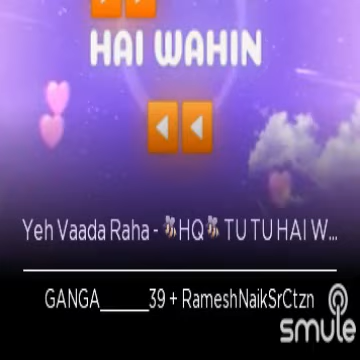 HAI WAHIN
Yeh Vaada Raha - 🐝HQ🐝 TU TU HAI W...
GANGA_____39 + RameshNaikSrCtzn
smule